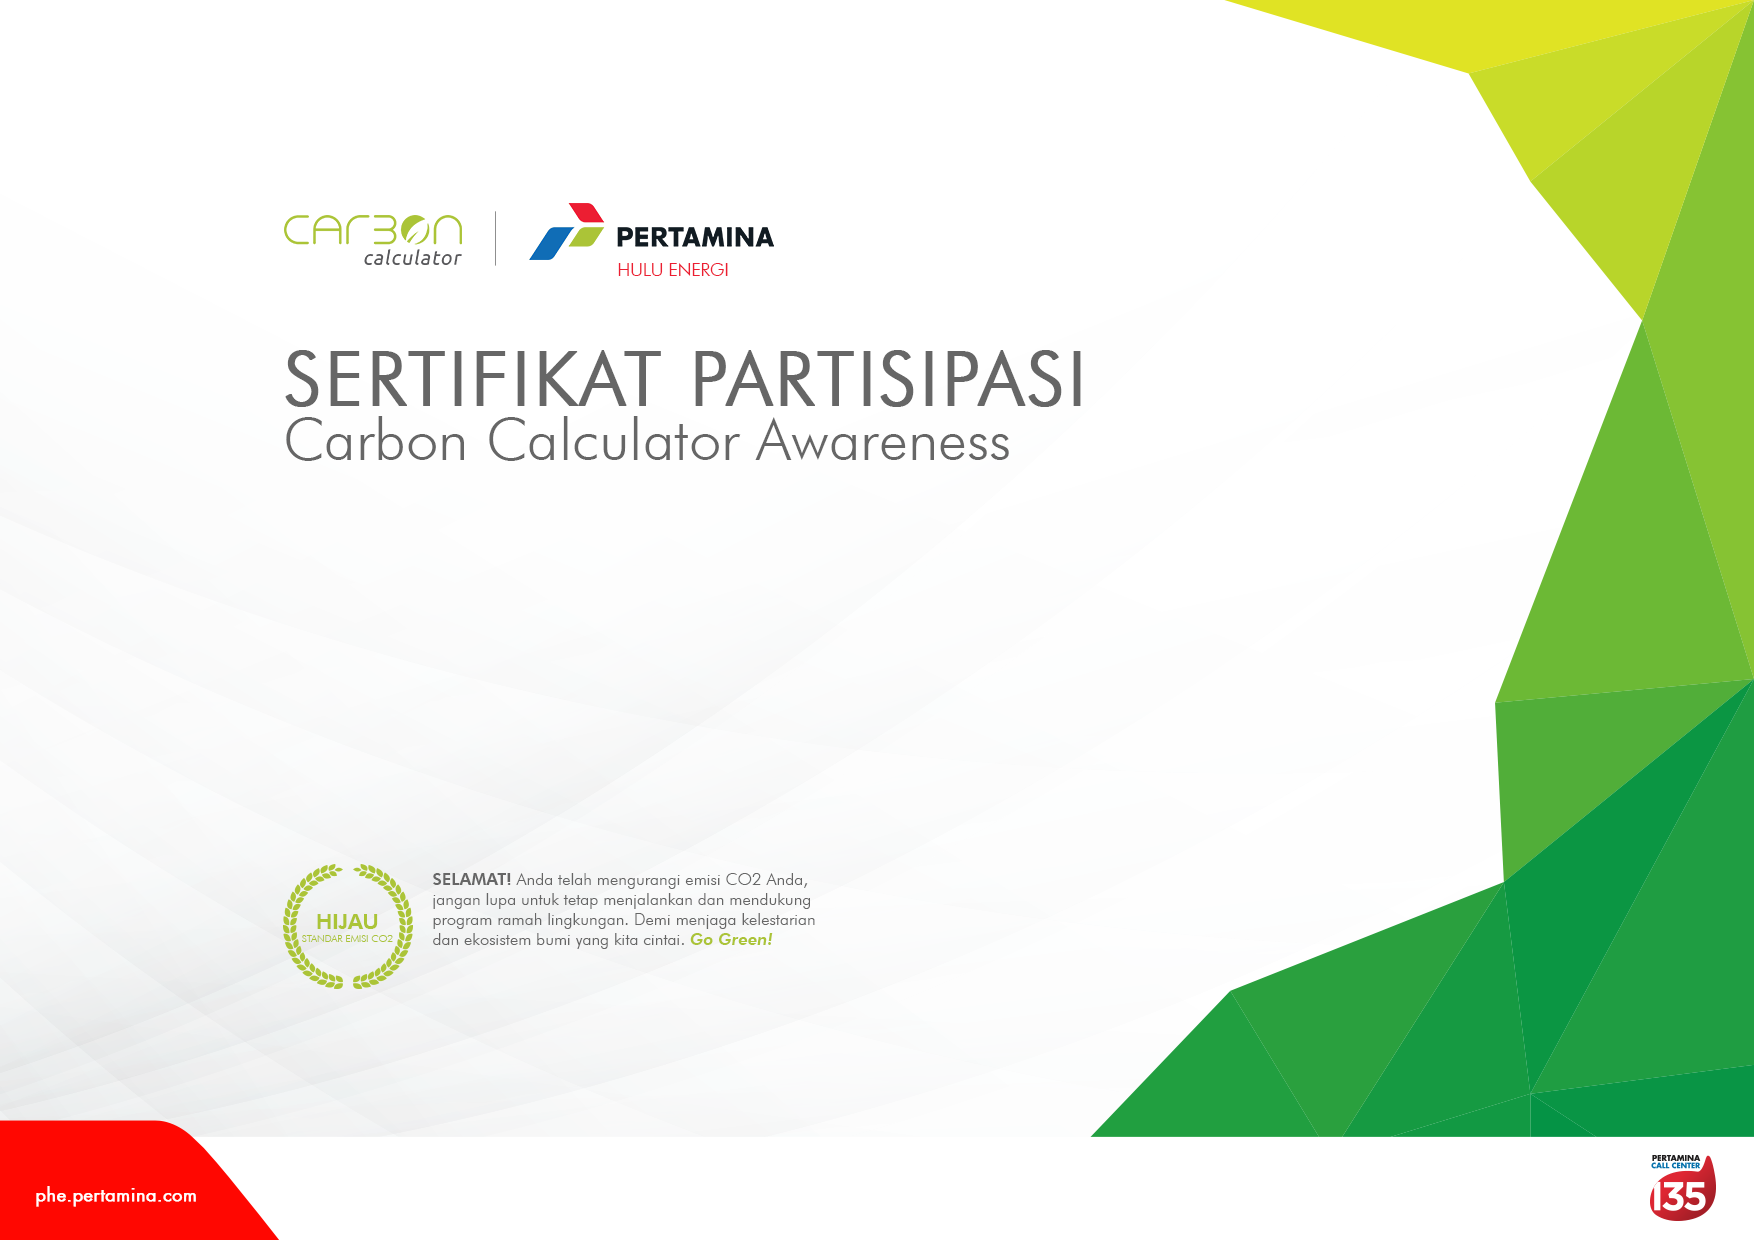 CARBON
calculator
PERTAMINA
HULU ENERGI
SERTIFIKAT PARTISIPASI
Carbon Calculator Awareness
HIJAU
STANDAR EMISI CO2
SELAMAT! Anda telah mengurangi emisi CO2 Anda,
jangan lupa untuk tetap menjalankan dan mendukung
program ramah lingkungan. Demi menjaga kelestarian
dan ekosistem bumi yang kita cintai. Go Green!
phe.pertamina.com
PERTAMINA
CALL CENTER
135